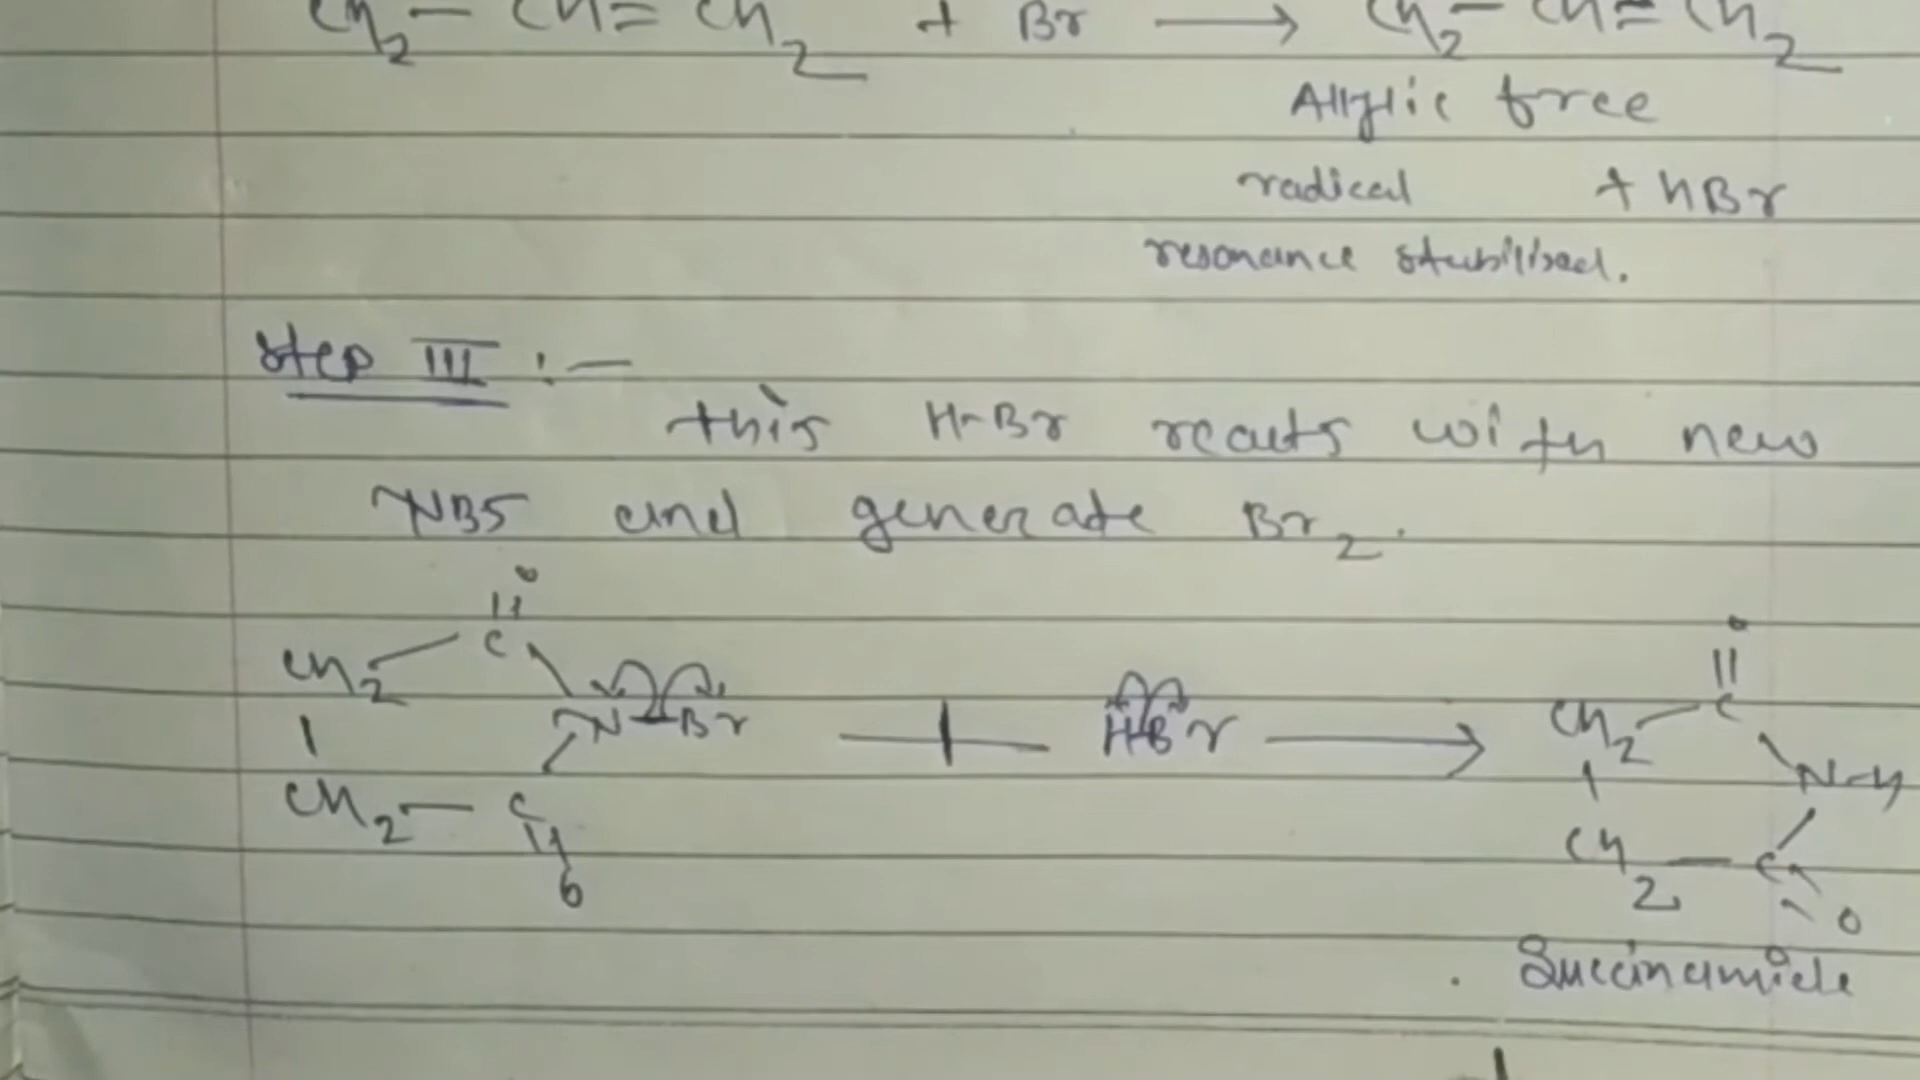 CH2 — CH = CH2 + Br → CH2 — CH = CH2
Allylic free
radical + HBr
resonance stabilised.
Step III :—
this H-Br reacts with new
NBS and generate Br2.
O
||
C
CH2 N—Br + H-Br → CH2 N-H
|
CH2 — C
||
O
O
||
C
|
CH2 — C
O
Succinamide